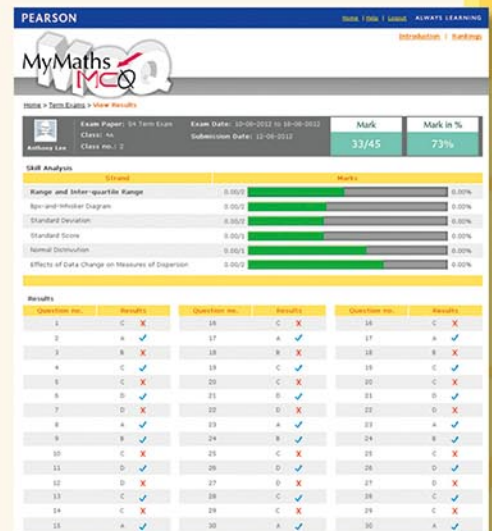 PEARSON
Home | Help | Logout ALWAYS LEARNING
Introduction | Rankings
MyMaths
MCQ
Home > Term Exams > View Results
Exam Paper: S4 Term Exam Exam Date: 10-06-2012 to 16-06-2012 Mark Mark in %
Class: 4A Submission Date: 12-06-2012
Anthony Lee Class no.: 2 33/45 73%
Skill Analysis
Strand Marks
Range and Inter-quartile Range 0.00/2 0.00%
Box-and-Whisker Diagram 0.00/2 0.00%
Standard Deviation 0.00/2 0.00%
Standard Score 0.00/1 0.00%
Normal Distribution 0.00/1 0.00%
Effects of Data Change on Measures of Dispersion 0.00/2 0.00%
Results
Question no. Results Question no. Results Question no. Results
1 C 16 C 16 C
2 A 17 A 17 A
3 B 18 B 18 B
4 C 19 C 19 C
5 C 20 C 20 C
6 D 21 D 21 D
7 D 22 D 22 D
8 A 23 A 23 A
9 B 24 B 24 B
10 C 25 C 25 C
11 D 26 D 26 D
12 D 27 D 27 D
13 C 28 C 28 C
14 C 29 C 29 C
15 A 30 A 30 A